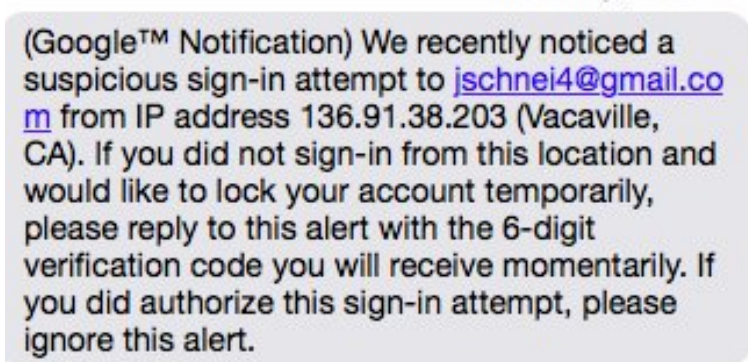 (Google™ Notification) We recently noticed a
suspicious sign-in attempt to jschnei4@gmail.co
m from IP address 136.91.38.203 (Vacaville,
CA). If you did not sign-in from this location and
would like to lock your account temporarily,
please reply to this alert with the 6-digit
verification code you will receive momentarily. If
you did authorize this sign-in attempt, please
ignore this alert.